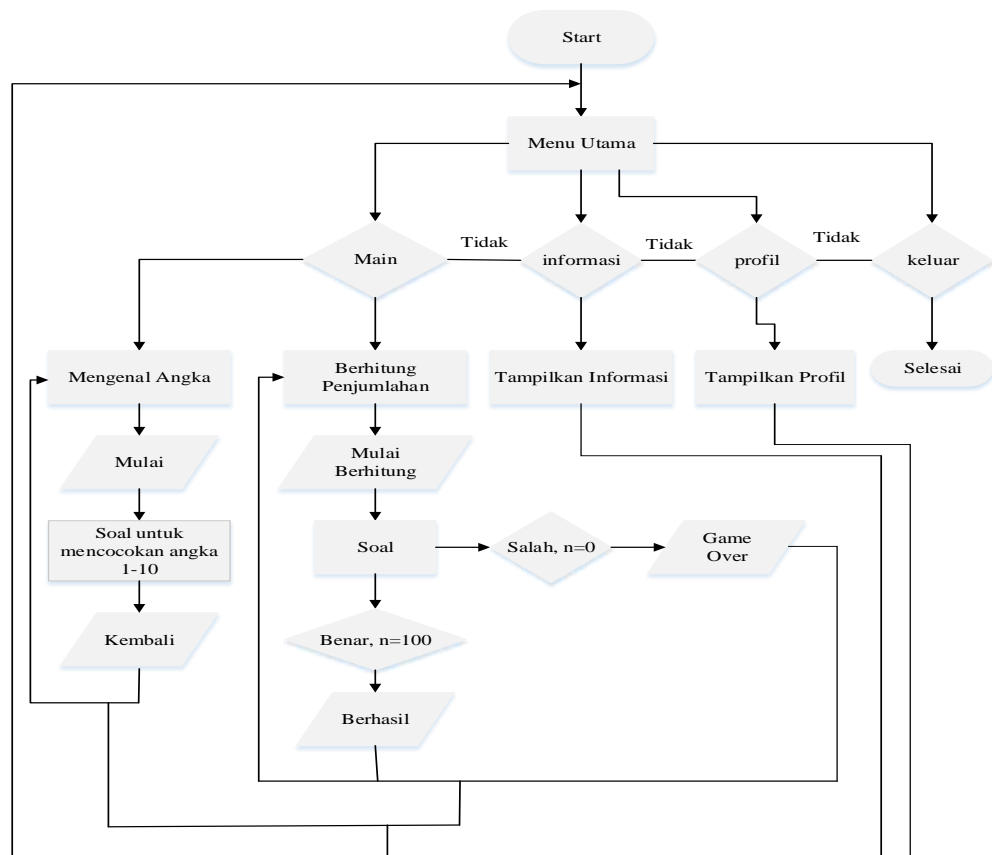 Start
Menu Utama
Main
Tidak
informasi
Tidak
profil
Tidak
keluar
Mengenal Angka
Berhitung
Penjumlahan
Tampilkan Informasi
Tampilkan Profil
Selesai
Mulai
Mulai
Berhitung
Soal untuk
mencocokan angka
1-10
Soal
Salah, n=0
Game
Over
Kembali
Benar, n=100
Berhasil